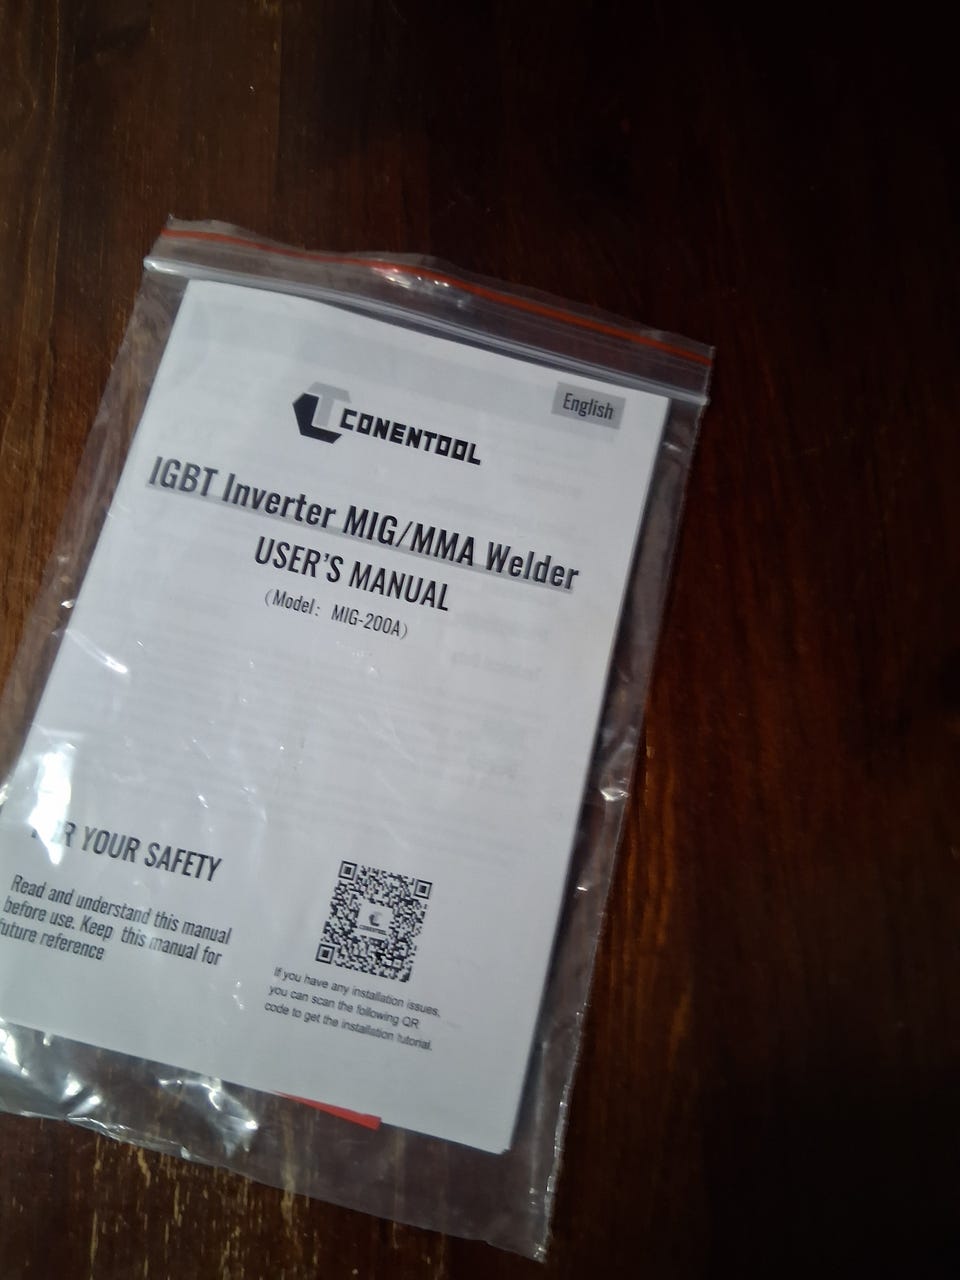 English
CONENTOOL
IGBT Inverter MIG/MMA Welder
USER'S MANUAL
(Model: MIG-200A)
FOR YOUR SAFETY
Read and understand this manual
before use. Keep this manual for
future reference
CONENTOOL
If you have any installation issues,
you can scan the following QR
code to get the installation tutorial.